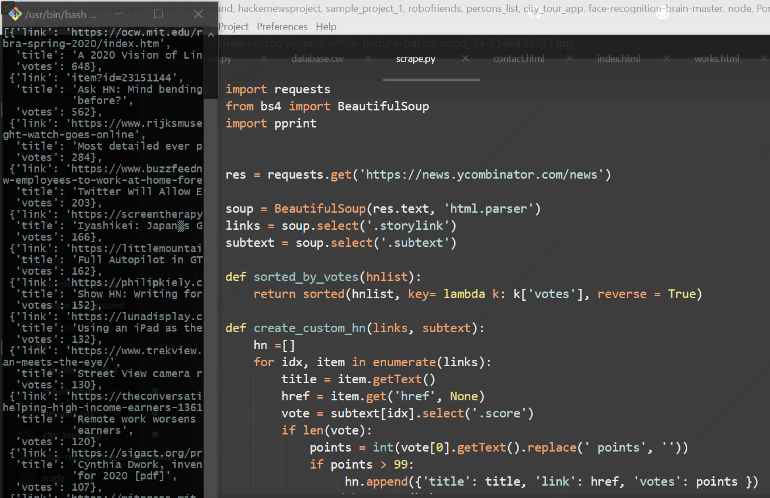 /usr/bin/bash ...
[{'link': 'https://ocw.mit.edu/r
bra-spring-2020/index.htm',
'title': 'A 2020 Vision of Lin
'votes': 648},
{'link': 'item?id=23151144',
'title': 'Ask HN: Mind bending
'before?',
'votes': 562},
{'link': 'https://www.rijksmuse
ght-watch-goes-online',
'title': 'Most detailed ever p
'votes': 284},
{'link': 'https://www.buzzfeedn
w-employees-to-work-at-home-fore
'title': 'Twitter Will Allow E
'votes': 203},
{'link': 'https://screentherapy
'title': 'Iyashikei: Japan▒s G
'votes': 166},
{'link': 'https://littlemountai
'title': 'Full Autopilot in GT
'votes': 162},
{'link': 'https://philipkiely.c
'title': 'Show HN: Writing for
'votes': 152},
{'link': 'https://lunadisplay.c
'title': 'Using an iPad as the
'votes': 132},
{'link': 'https://www.trekview.
an-meets-the-eye/',
'title': 'Street View camera r
'votes': 130},
{'link': 'https://theconversati
helping-high-income-earners-1361
'title': 'Remote work worsens
'earners',
'votes': 120},
{'link': 'https://sigact.org/pr
'title': 'Cynthia Dwork, inven
'for 2020 [pdf]',
'votes': 107},
nd, hackernewsproject, sample_project_1, robofriends, persons_list, city_tour_app, face-recognition-brain-master, node, Por
Project Preferences Help
tree-vector/elegant-white-texture-background_23-2148431731.jpg
.py database.csv scrape.py contact.html index.html works.html
import requests
from bs4 import BeautifulSoup
import pprint
res = requests.get('https://news.ycombinator.com/news')
soup = BeautifulSoup(res.text, 'html.parser')
links = soup.select('.storylink')
subtext = soup.select('.subtext')
def sorted_by_votes(hnlist):
return sorted(hnlist, key= lambda k: k['votes'], reverse = True)
def create_custom_hn(links, subtext):
hn =[]
for idx, item in enumerate(links):
title = item.getText()
href = item.get('href', None)
vote = subtext[idx].select('.score')
if len(vote):
points = int(vote[0].getText().replace(' points', ''))
if points > 99:
hn.append({'title': title, 'link': href, 'votes': points })